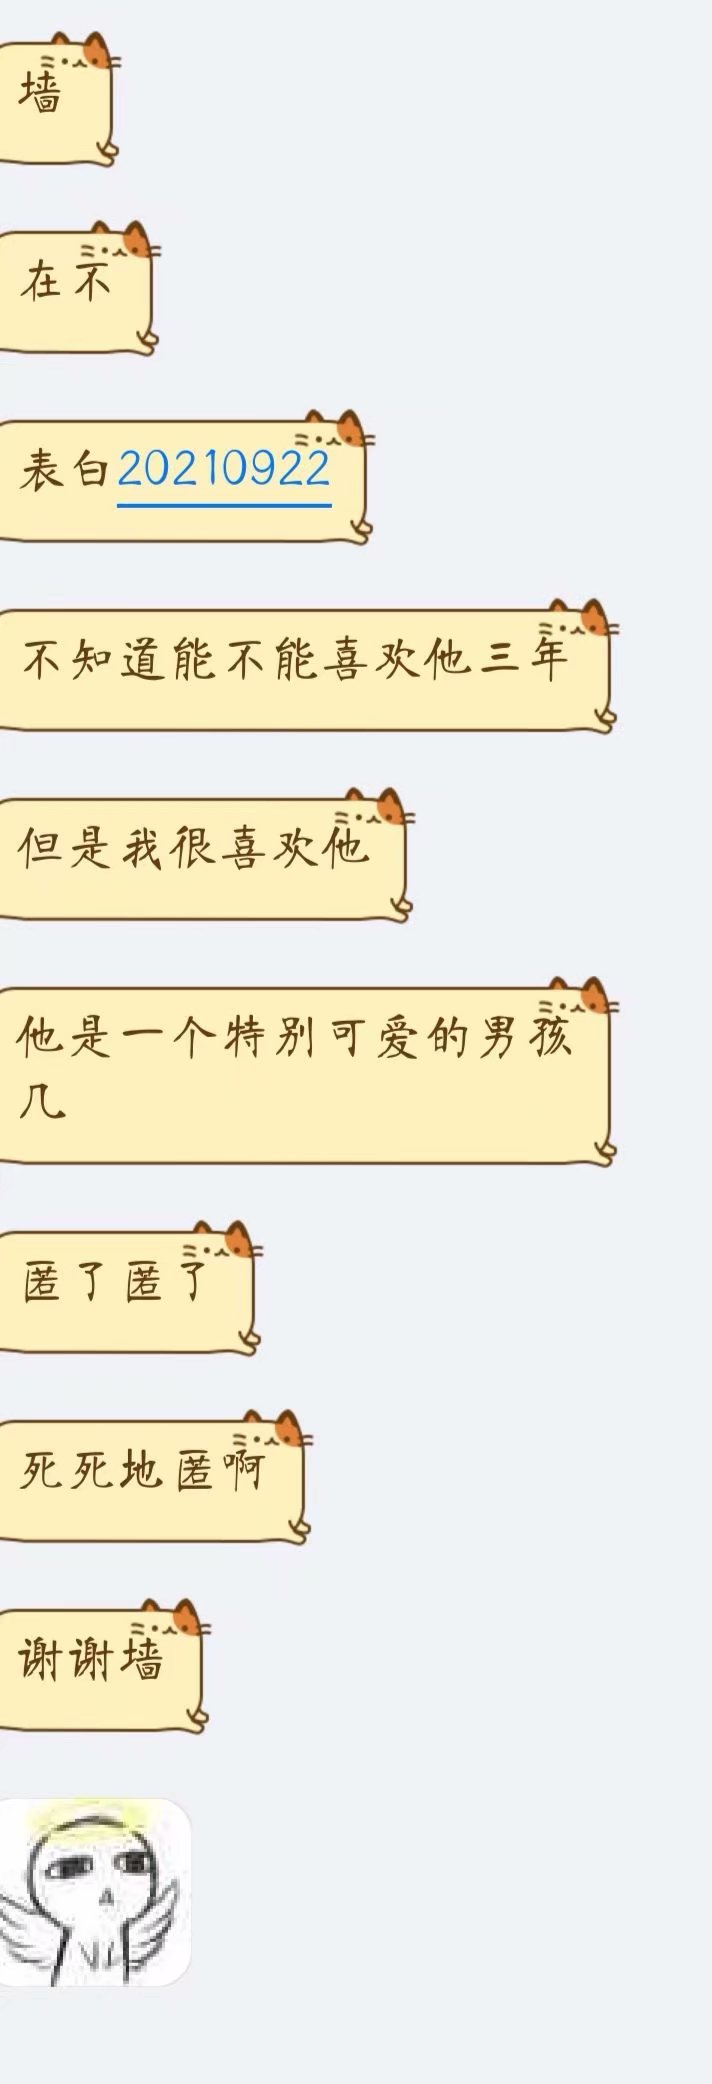 墙
在不
表白20210922
不知道能不能喜欢他三年
但是我很喜欢他
他是一个特别可爱的男孩
几
匿了匿了
死死地匿啊
谢谢墙